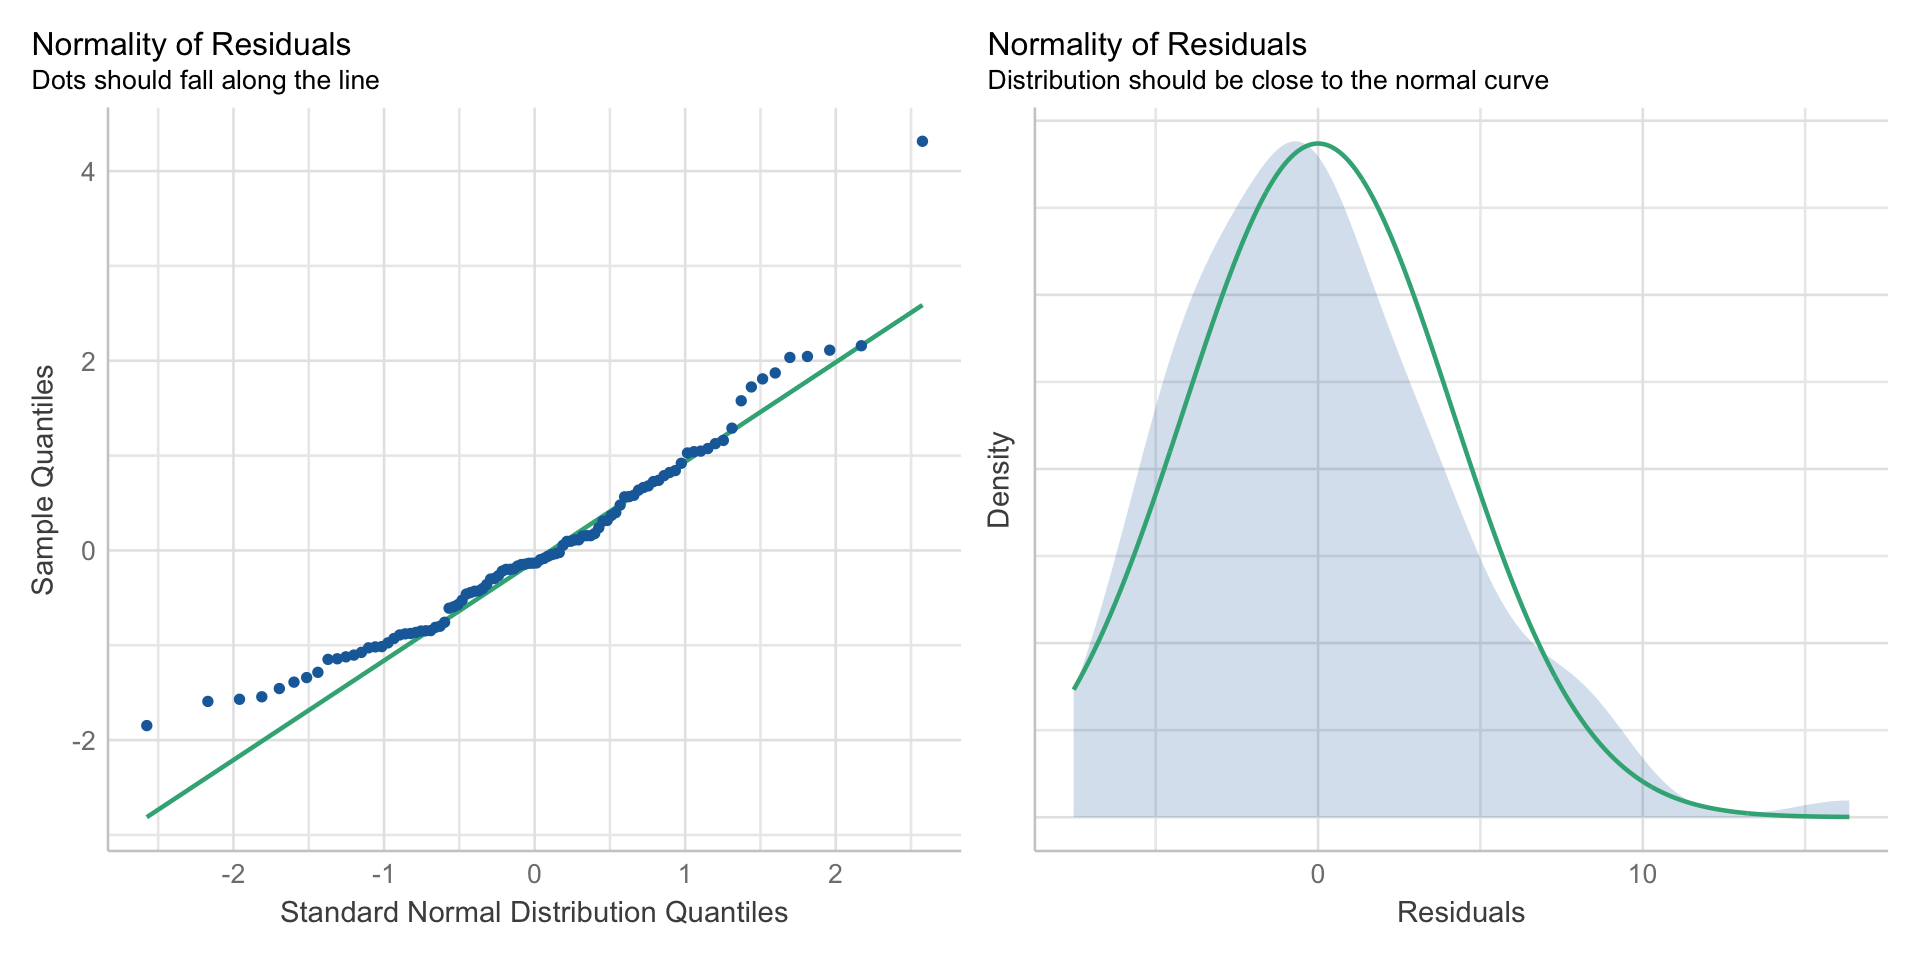 Normality of Residuals
Dots should fall along the line
4
2
0
-2
Sample Quantiles
-2 -1 0 1 2
Standard Normal Distribution Quantiles
Normality of Residuals
Distribution should be close to the normal curve
Density
0 10
Residuals